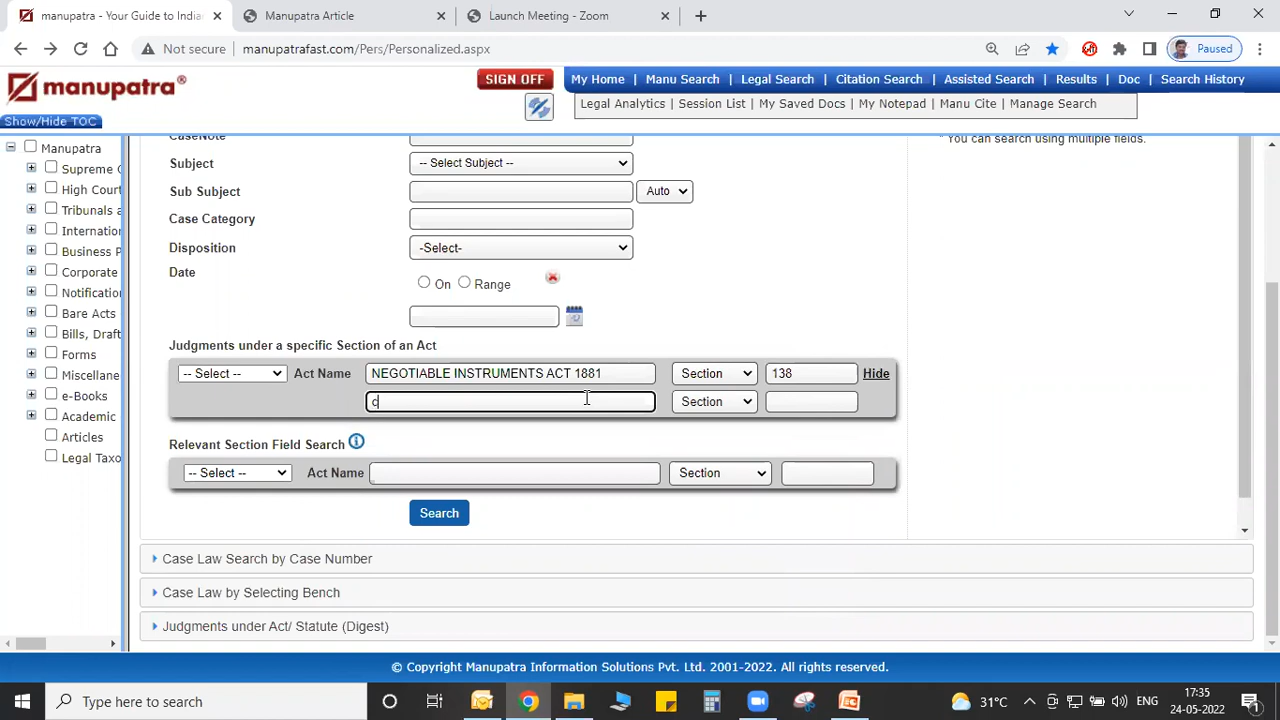 manupatra - Your Guide to Indian
Manupatra Article
Launch Meeting - Zoom
Not secure
manupatrafast.com/Pers/Personalized.aspx
Paused
manupatra®
SIGN OFF
My Home
Manu Search
Legal Search
Citation Search
Assisted Search
Results
Doc
Search History
Legal Analytics
Session List
My Saved Docs
My Notepad
Manu Cite
Manage Search
Show/Hide TOC
Manupatra
Supreme C
High Court
Tribunals a
Internation
Business P
Corporate
Notification
Bare Acts
Bills, Draft
Forms
Miscellane
e-Books
Academic
Articles
Legal Taxo
CaseNote
* You can search using multiple fields.
Subject
-- Select Subject --
Sub Subject
Auto
Case Category
Disposition
-Select-
Date
On
Range
Judgments under a specific Section of an Act
-- Select --
Act Name
NEGOTIABLE INSTRUMENTS ACT 1881
Section
138
Hide
c
Section
Relevant Section Field Search
-- Select --
Act Name
Section
Search
Case Law Search by Case Number
Case Law by Selecting Bench
Judgments under Act/ Statute (Digest)
© Copyright Manupatra Information Solutions Pvt. Ltd. 2001-2022. All rights reserved.
Type here to search
31°C
ENG
17:35
24-05-2022
1